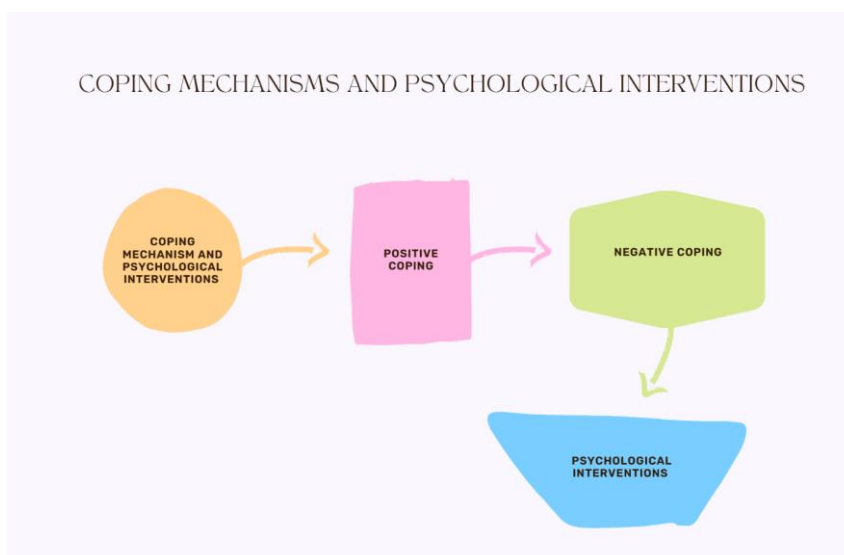 COPING MECHANISMS AND PSYCHOLOGICAL INTERVENTIONS
COPING
MECHANISM AND
PSYCHOLOGICAL
INTERVENTIONS
POSITIVE
COPING
NEGATIVE COPING
PSYCHOLOGICAL
INTERVENTIONS